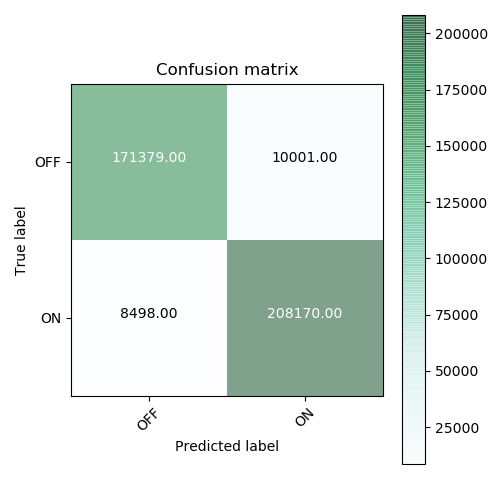 Confusion matrix
True label
OFF
171379.00 10001.00
ON
8498.00 208170.00
OFF ON
Predicted label
200000
175000
150000
125000
100000
75000
50000
25000